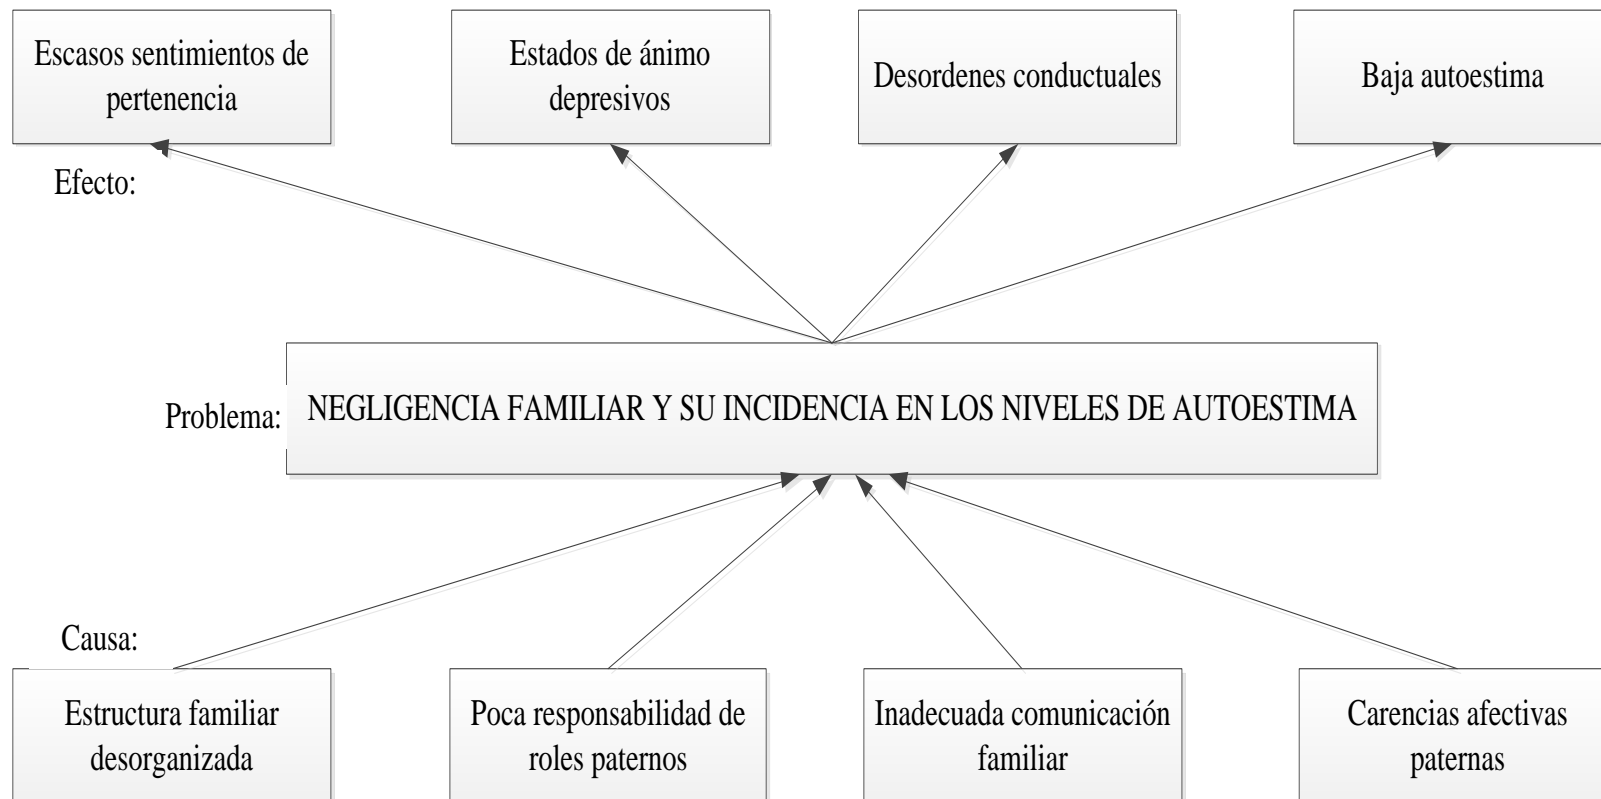 Escasos sentimientos de
pertenencia
Estados de ánimo
depresivos
Desordenes conductuales
Baja autoestima
Efecto:
Problema:
NEGLIGENCIA FAMILIAR Y SU INCIDENCIA EN LOS NIVELES DE AUTOESTIMA
Causa:
Estructura familiar
desorganizada
Poca responsabilidad de
roles paternos
Inadecuada comunicación
familiar
Carencias afectivas
paternas